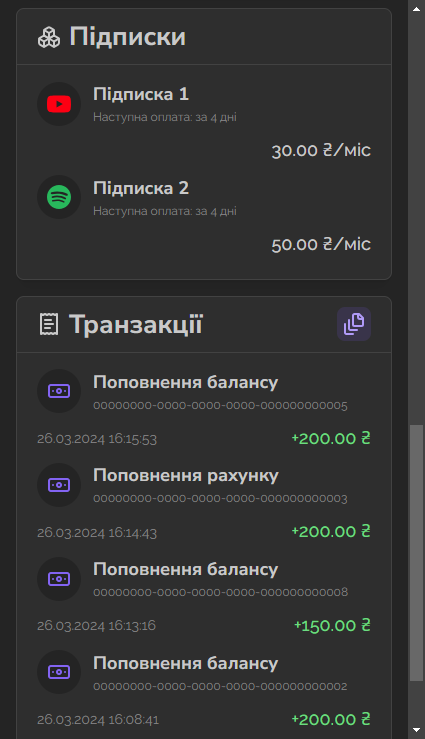 Підписки
Підписка 1
Наступна оплата: за 4 дні
30.00 ₴/міс
Підписка 2
Наступна оплата: за 4 дні
50.00 ₴/міс
Транзакції
Поповнення балансу
00000000-0000-0000-0000-000000000005
26.03.2024 16:15:53 +200.00 ₴
Поповнення рахунку
00000000-0000-0000-0000-000000000003
26.03.2024 16:14:43 +200.00 ₴
Поповнення балансу
00000000-0000-0000-0000-000000000008
26.03.2024 16:13:16 +150.00 ₴
Поповнення балансу
00000000-0000-0000-0000-000000000002
26.03.2024 16:08:41 +200.00 ₴